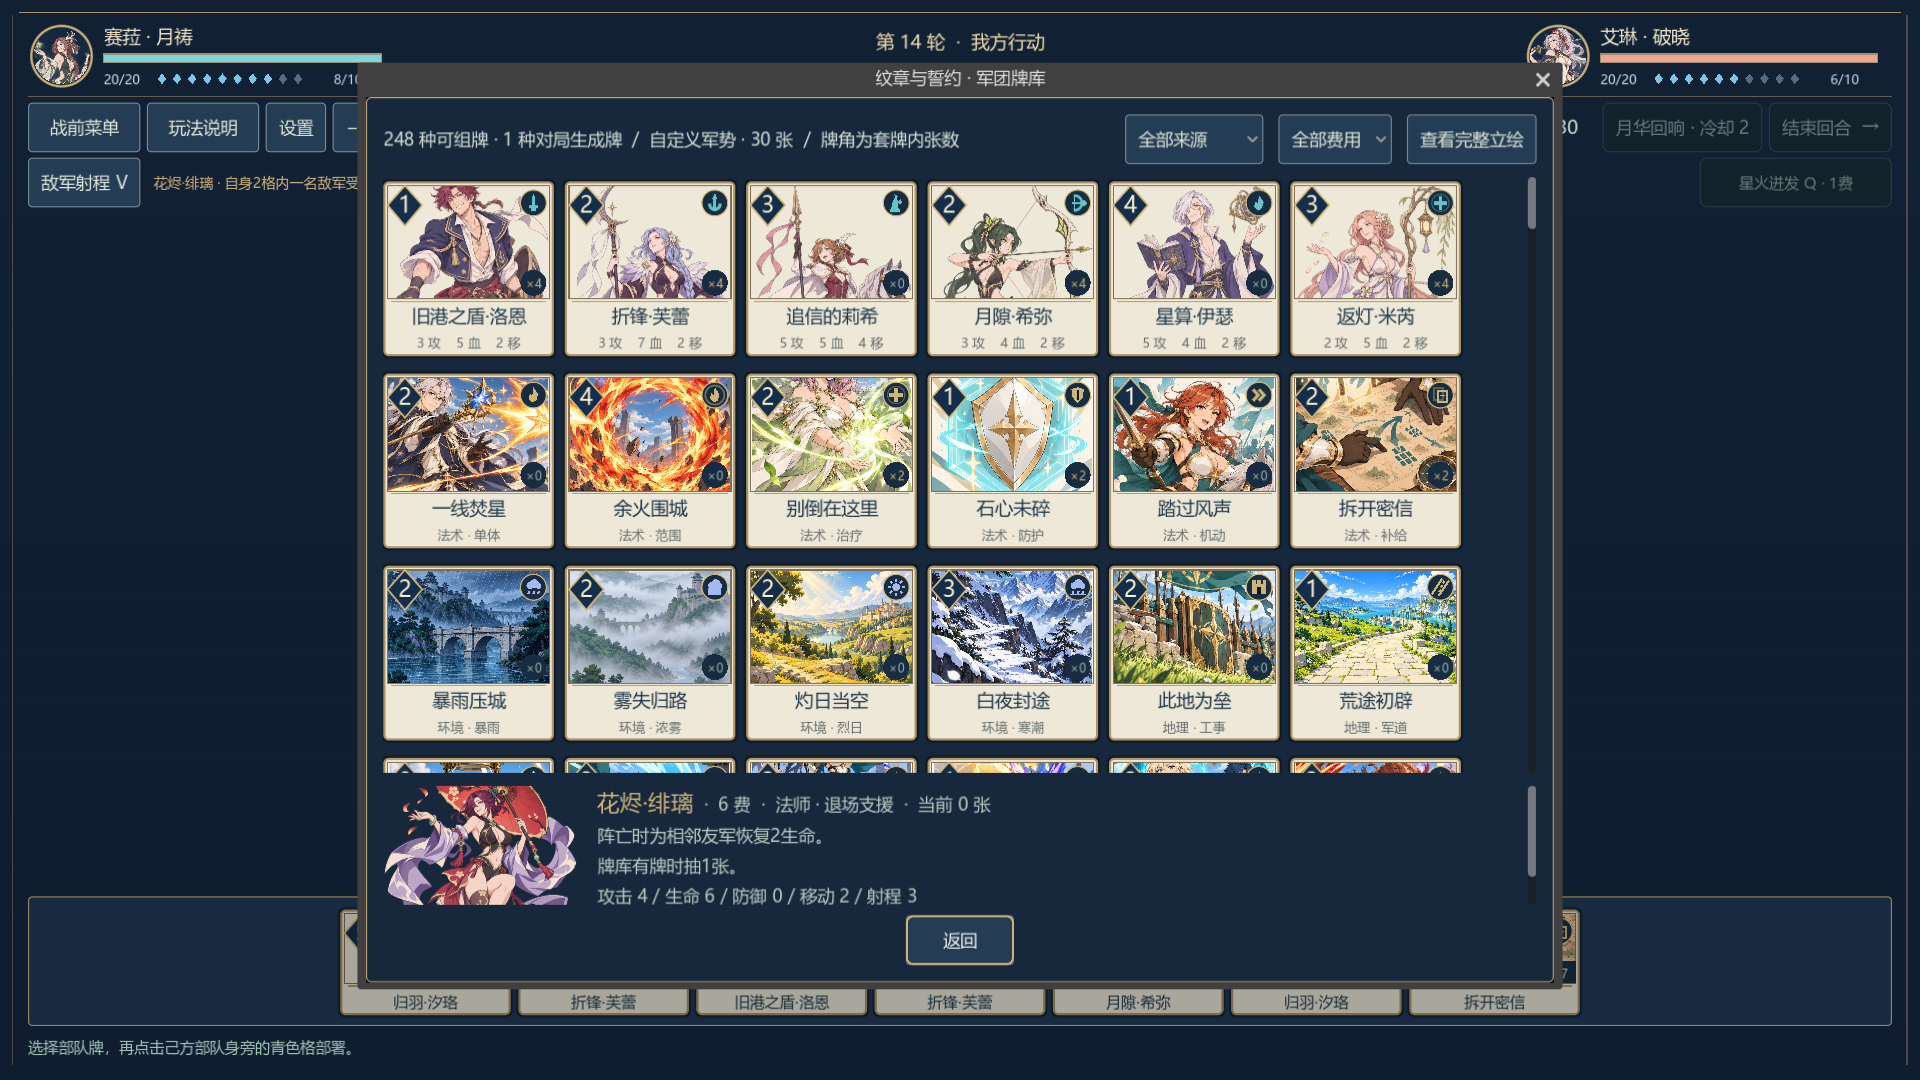 赛菈 · 月祷
20/20
8/10
第 14 轮 · 我方行动
艾琳 · 破晓
20/20
6/10
战前菜单
玩法说明
设置
月华回响 · 冷却 2
结束回合 →
敌军射程 V
花烬·绯璃 · 自身2格内一名敌军受
星火迸发 Q · 1费
纹章与誓约 · 军团牌库
×
248 种可组牌 · 1 种对局生成牌 / 自定义军势 · 30 张 / 牌角为套牌内张数
全部来源
全部费用
查看完整立绘
1
×4
旧港之盾·洛恩
3 攻 5 血 2 移
2
×4
折锋·芙蕾
3 攻 7 血 2 移
3
×0
追信的莉希
5 攻 5 血 4 移
2
×4
月隙·希弥
3 攻 4 血 2 移
4
×0
星算·伊瑟
5 攻 4 血 2 移
3
×4
返灯·米芮
2 攻 5 血 2 移
2
×0
一线焚星
法术 · 单体
4
×0
余火围城
法术 · 范围
2
×2
别倒在这里
法术 · 治疗
1
×2
石心未碎
法术 · 防护
1
×0
踏过风声
法术 · 机动
2
×2
拆开密信
法术 · 补给
2
×0
暴雨压城
环境 · 暴雨
2
×0
雾失归路
环境 · 浓雾
2
×0
灼日当空
环境 · 烈日
3
×0
白夜封途
环境 · 寒潮
2
×0
此地为垒
地理 · 工事
1
×0
荒途初辟
地理 · 军道
花烬·绯璃 · 6 费 · 法师 · 退场支援 · 当前 0 张
阵亡时为相邻友军恢复2生命。
牌库有牌时抽1张。
攻击 4 / 生命 6 / 防御 0 / 移动 2 / 射程 3
返回
归羽·汐珞
折锋·芙蕾
旧港之盾·洛恩
折锋·芙蕾
月隙·希弥
归羽·汐珞
拆开密信
选择部队牌，再点击己方部队身旁的青色格部署。